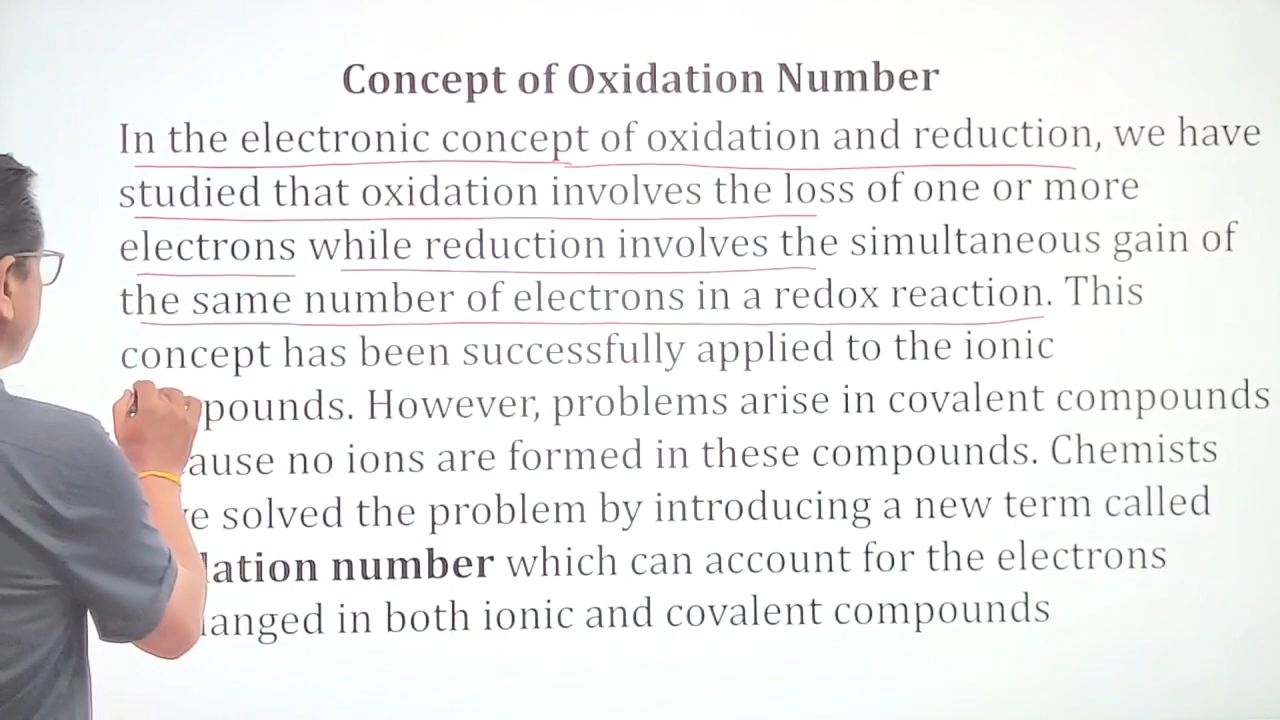 Concept of Oxidation Number
In the electronic concept of oxidation and reduction, we have
studied that oxidation involves the loss of one or more
electrons while reduction involves the simultaneous gain of
the same number of electrons in a redox reaction. This
concept has been successfully applied to the ionic
pounds. However, problems arise in covalent compounds
ause no ions are formed in these compounds. Chemists
e solved the problem by introducing a new term called
lation number which can account for the electrons
anged in both ionic and covalent compounds